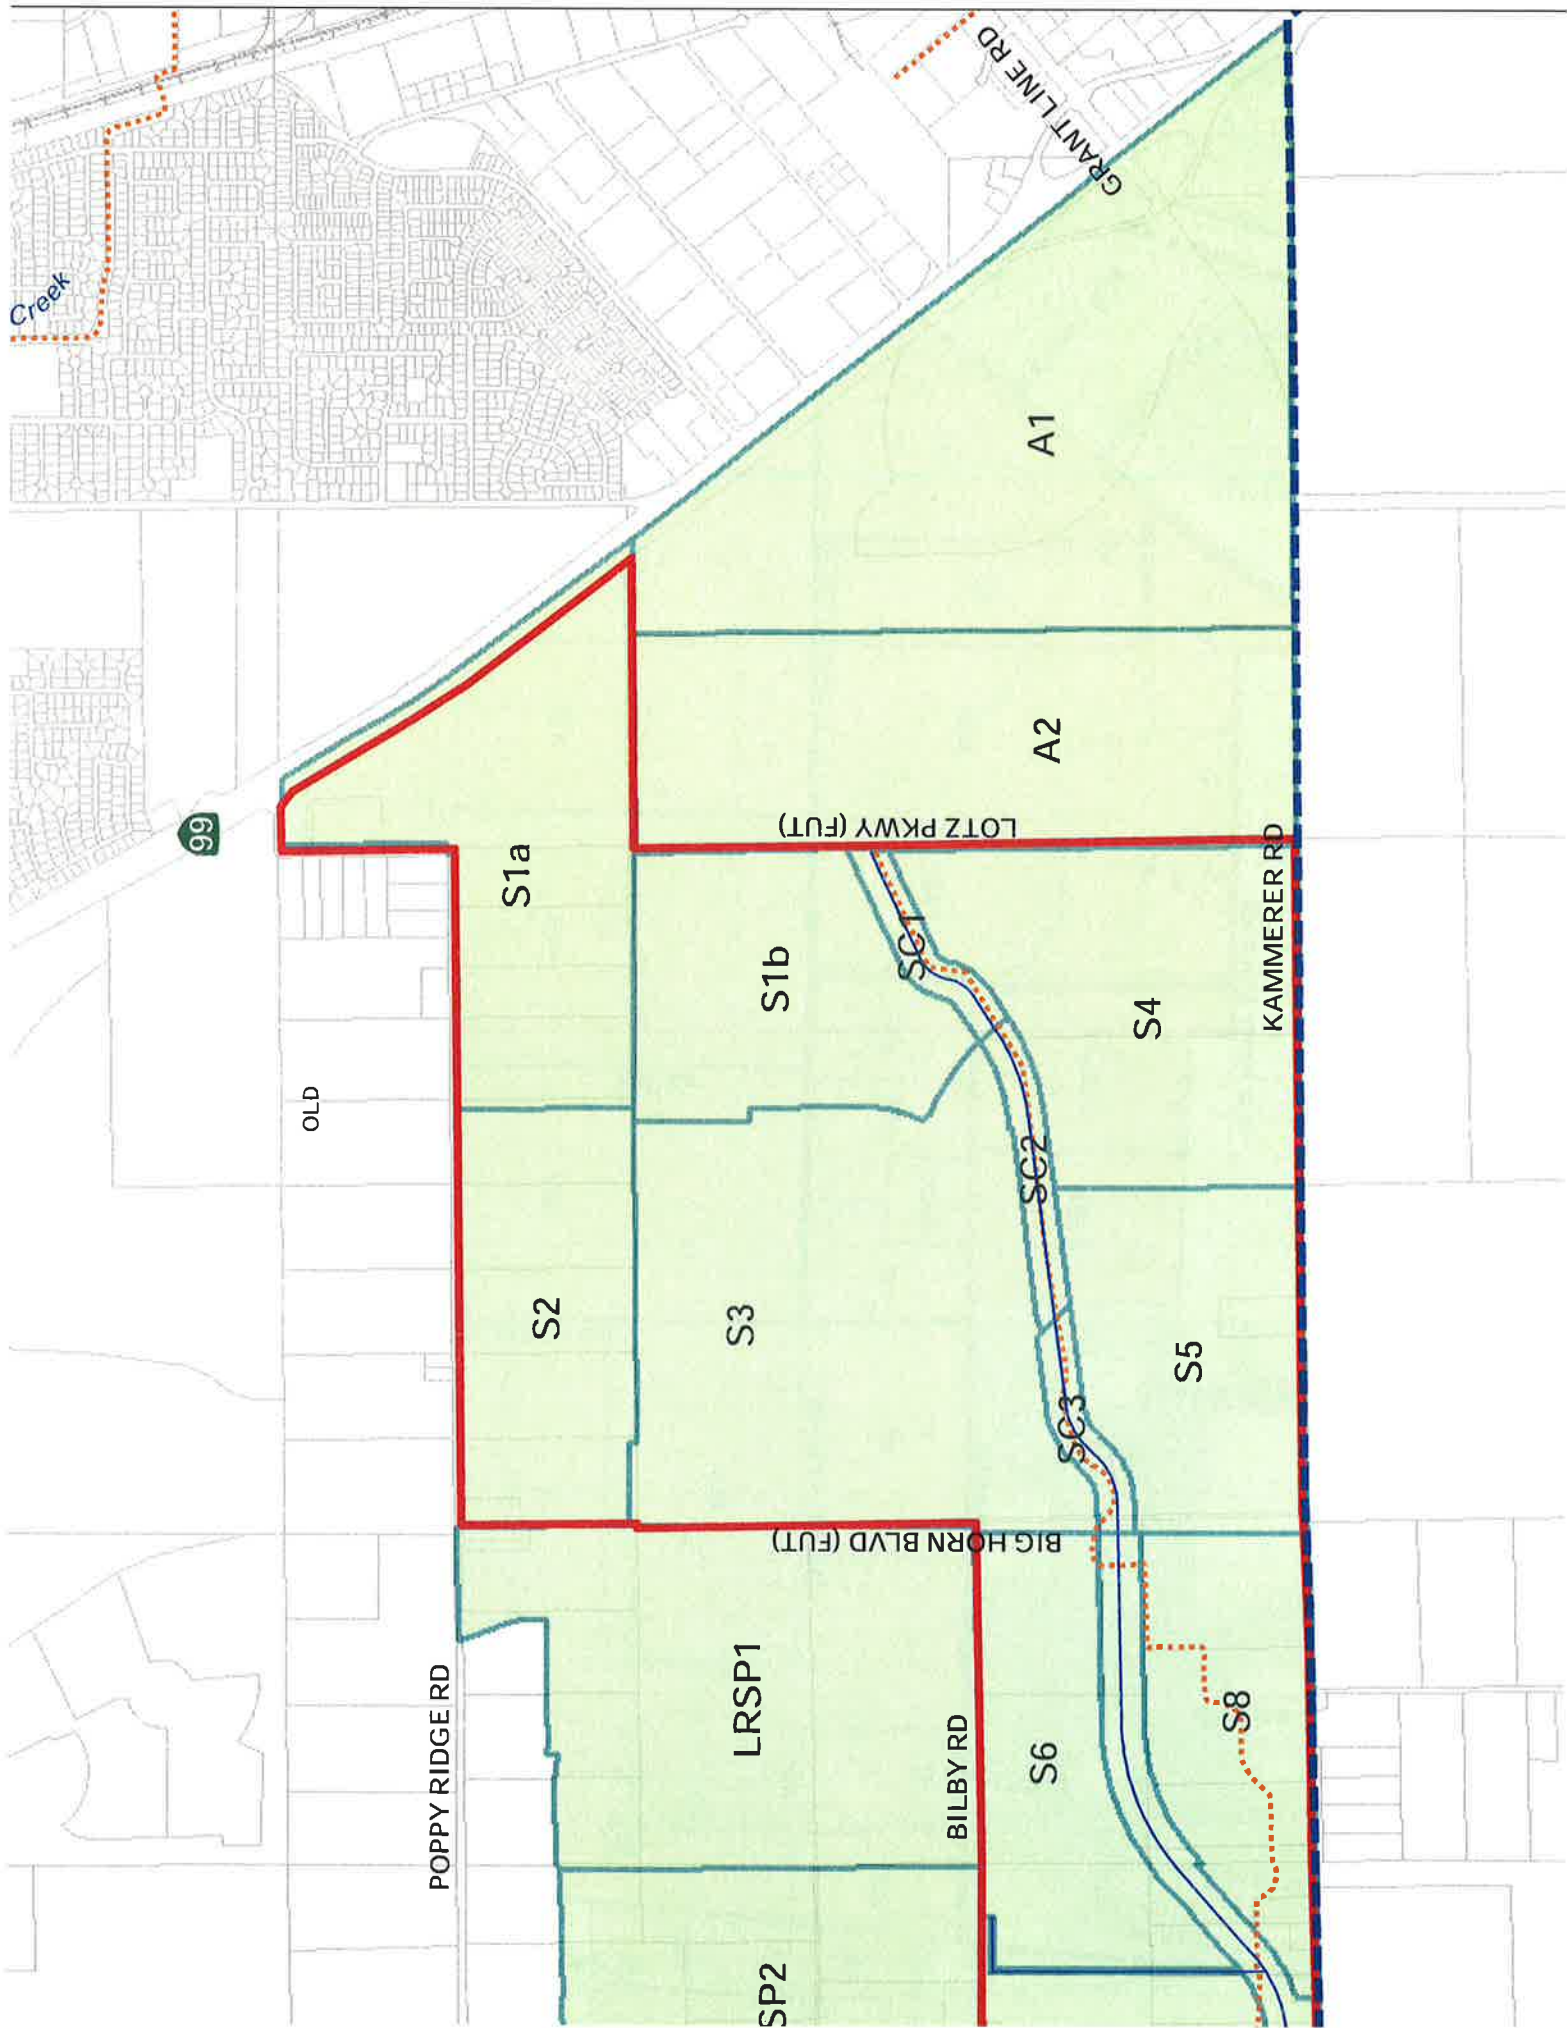 Creek
GRANT LINE RD
99
OLD
POPPY RIDGE RD
A1
A2
LOTZ PKWY (FUT)
KAMMERER RD
S1a
S1b
SC1
S4
SC2
S2
S3
S5
SC3
BIG HORN BLVD (FUT)
LRSP1
BILBY RD
S6
S8
SP2